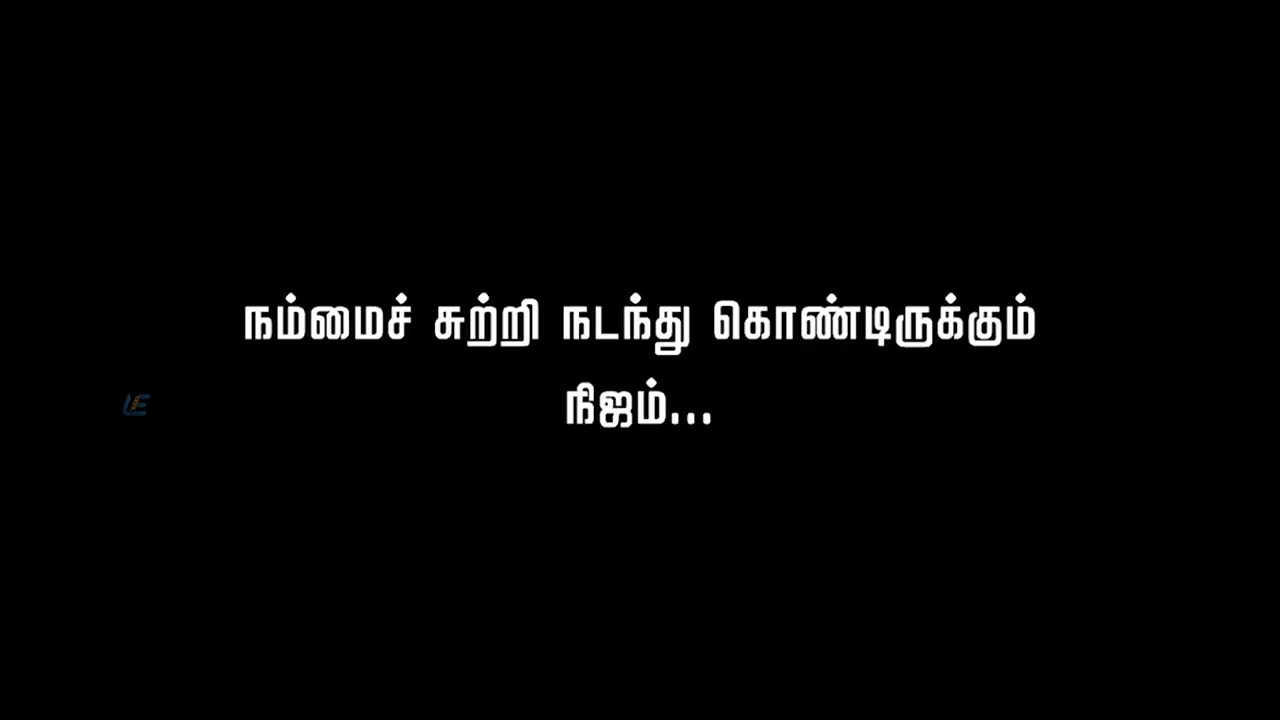 நம்மைச் சுற்றி நடந்து கொண்டிருக்கும்
நிஜம்...